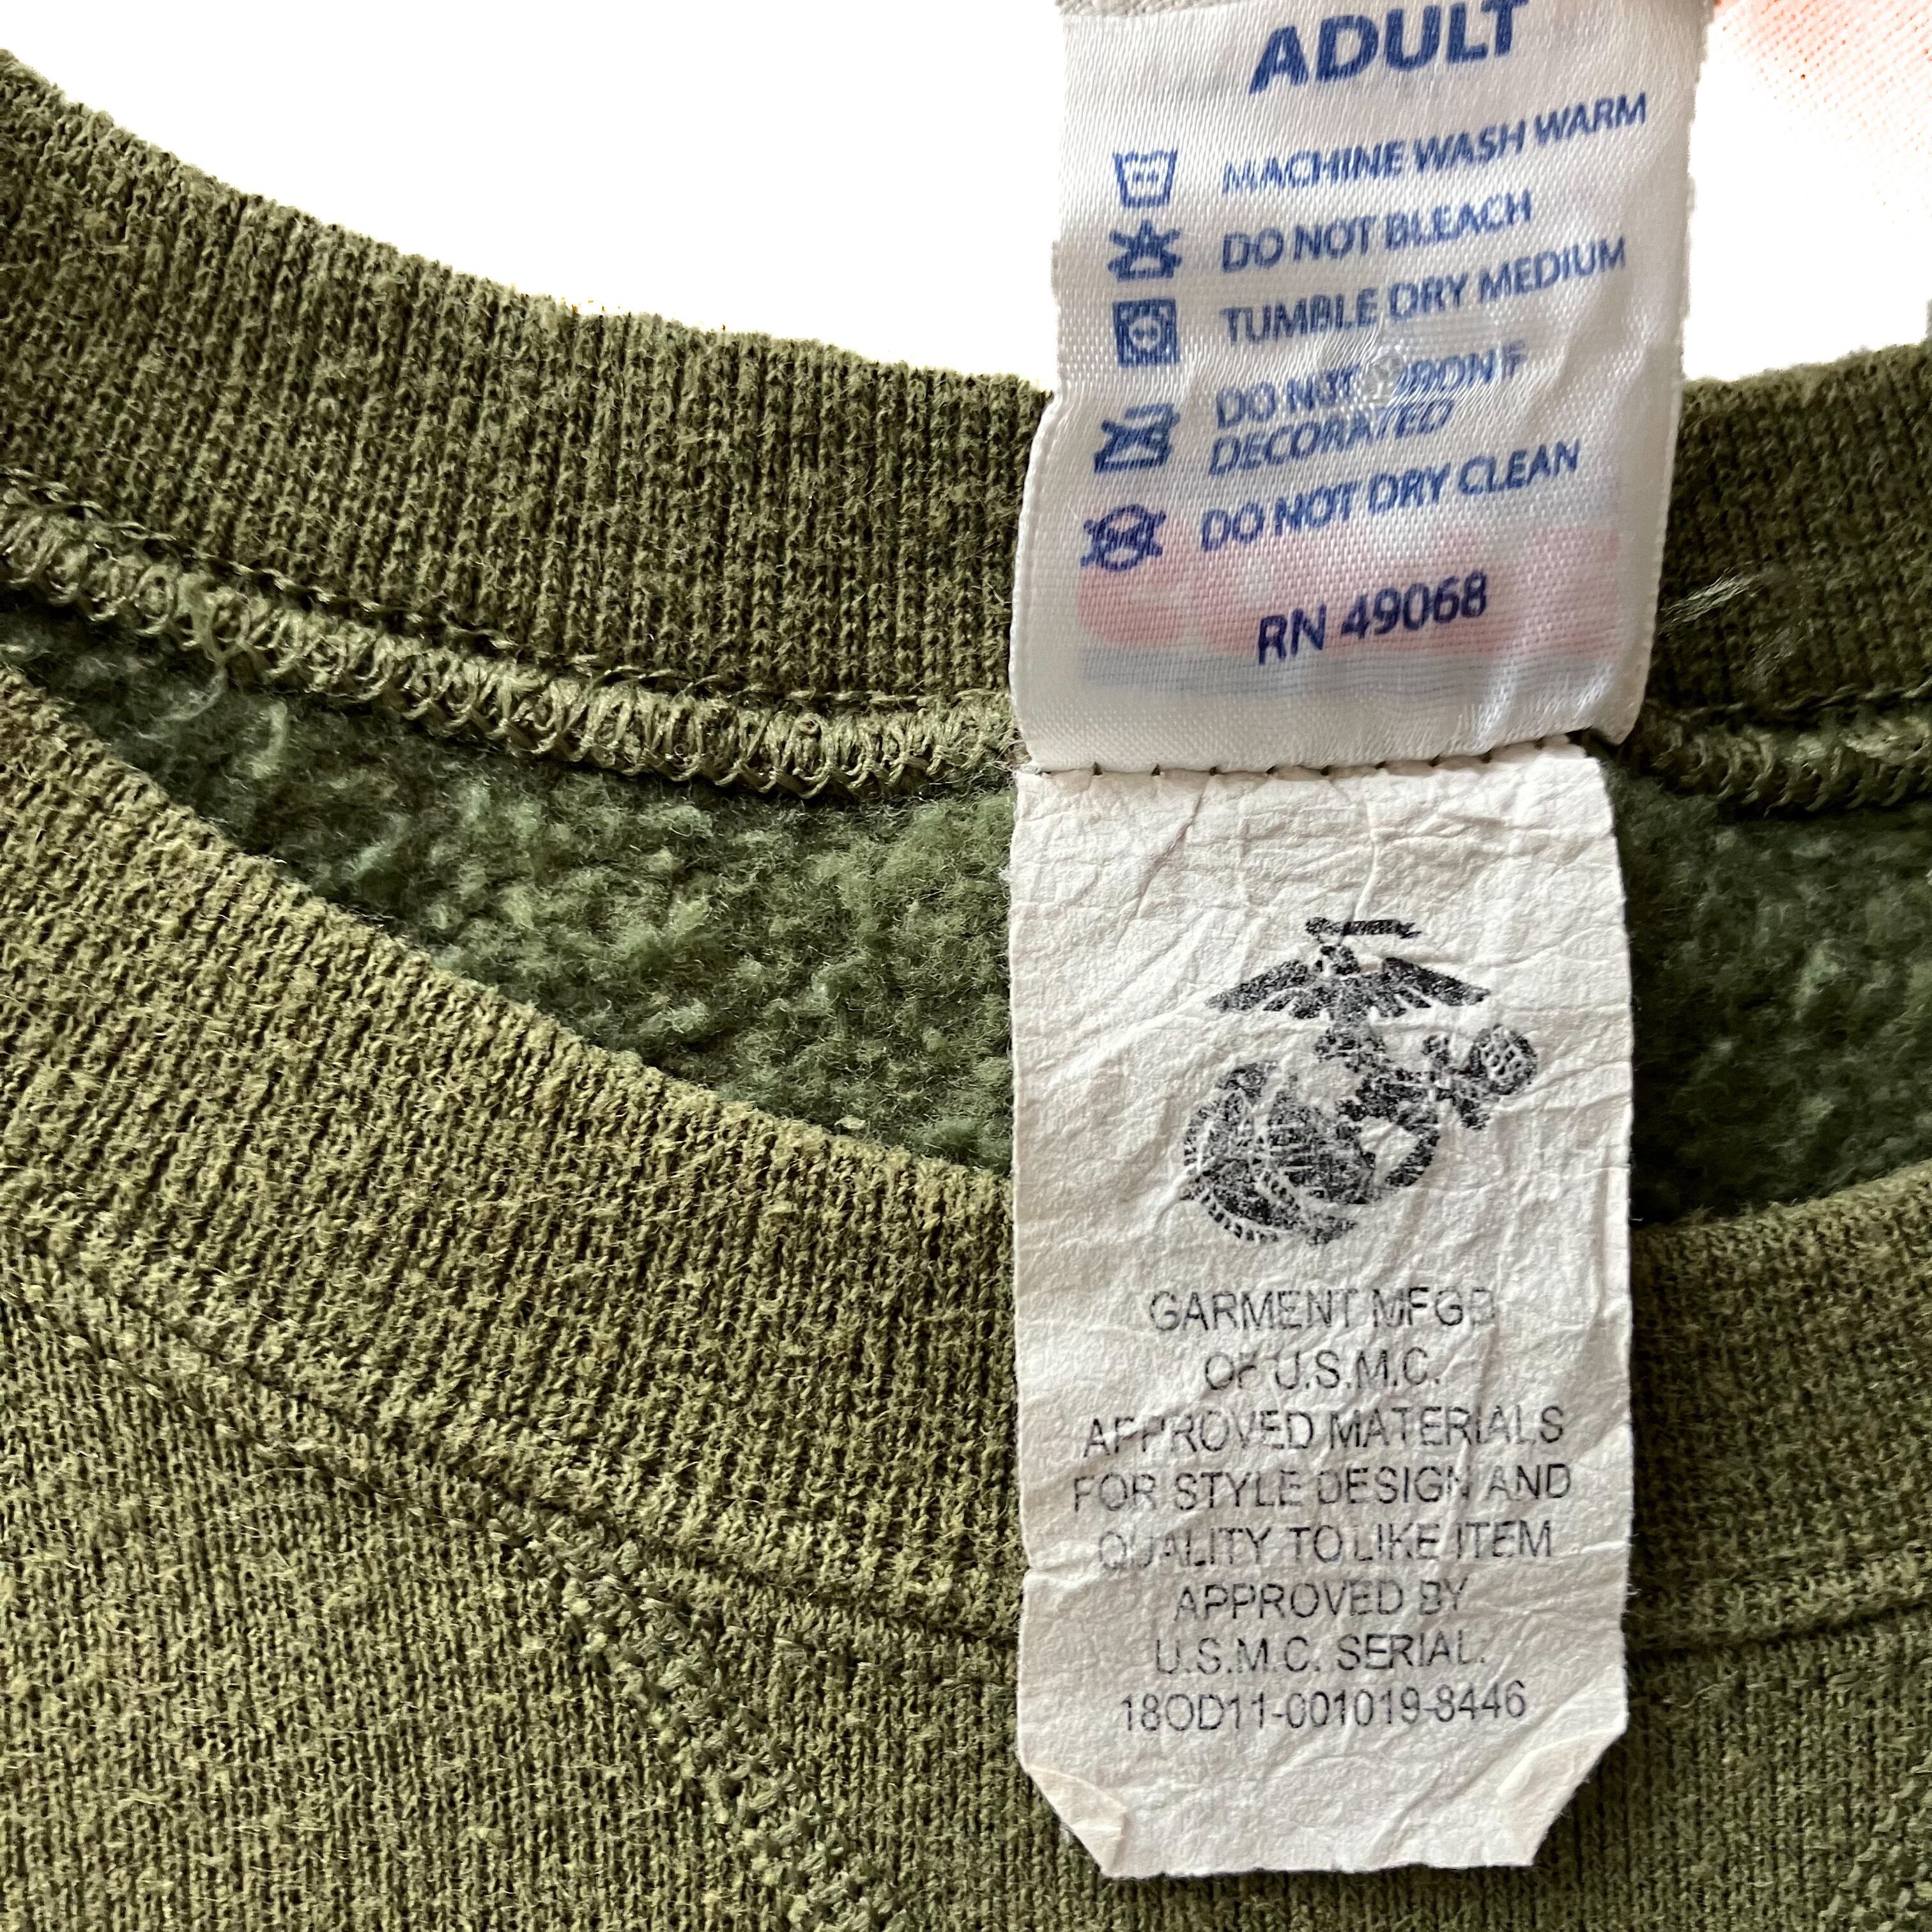 ADULT
MACHINE WASH WARM
DO NOT BLEACH
TUMBLE DRY MEDIUM
DO NOT IRON IF
DECORATED
DO NOT DRY CLEAN
RN 49068
GARMENT MFGD
OF U.S.M.C.
APPROVED MATERIALS
FOR STYLE DESIGN AND
QUALITY TO LIKE ITEM
APPROVED BY
U.S.M.C. SERIAL:
18OD11-001019-8446